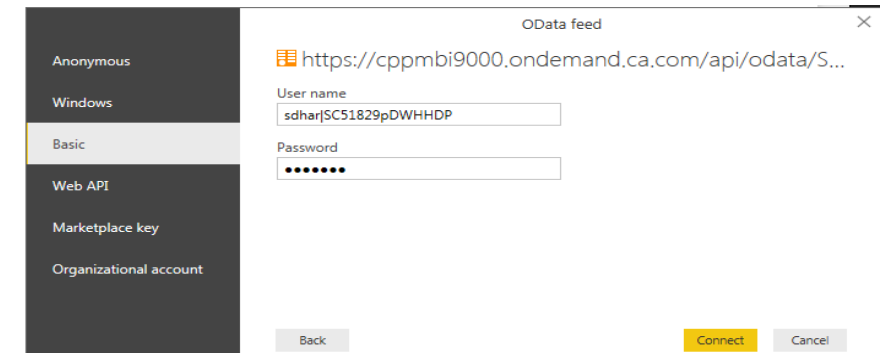 OData feed
Anonymous
Windows
Basic
Web API
Marketplace key
Organizational account
https://cppmbi9000.ondemand.ca.com/api/odata/S...
User name
sdhar|SC51829pDWHHDP
Password
•••••••
Back
Connect
Cancel